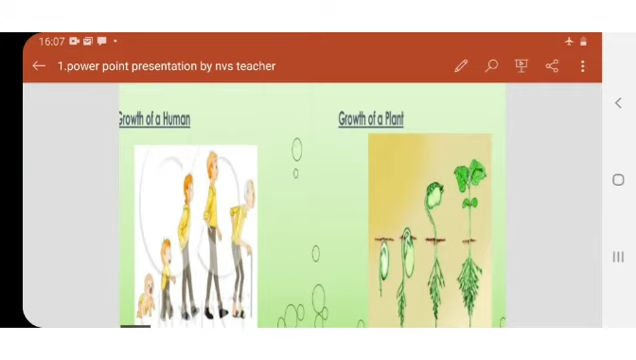 16:07
1.power point presentation by nvs teacher
Growth of a Human
Growth of a Plant